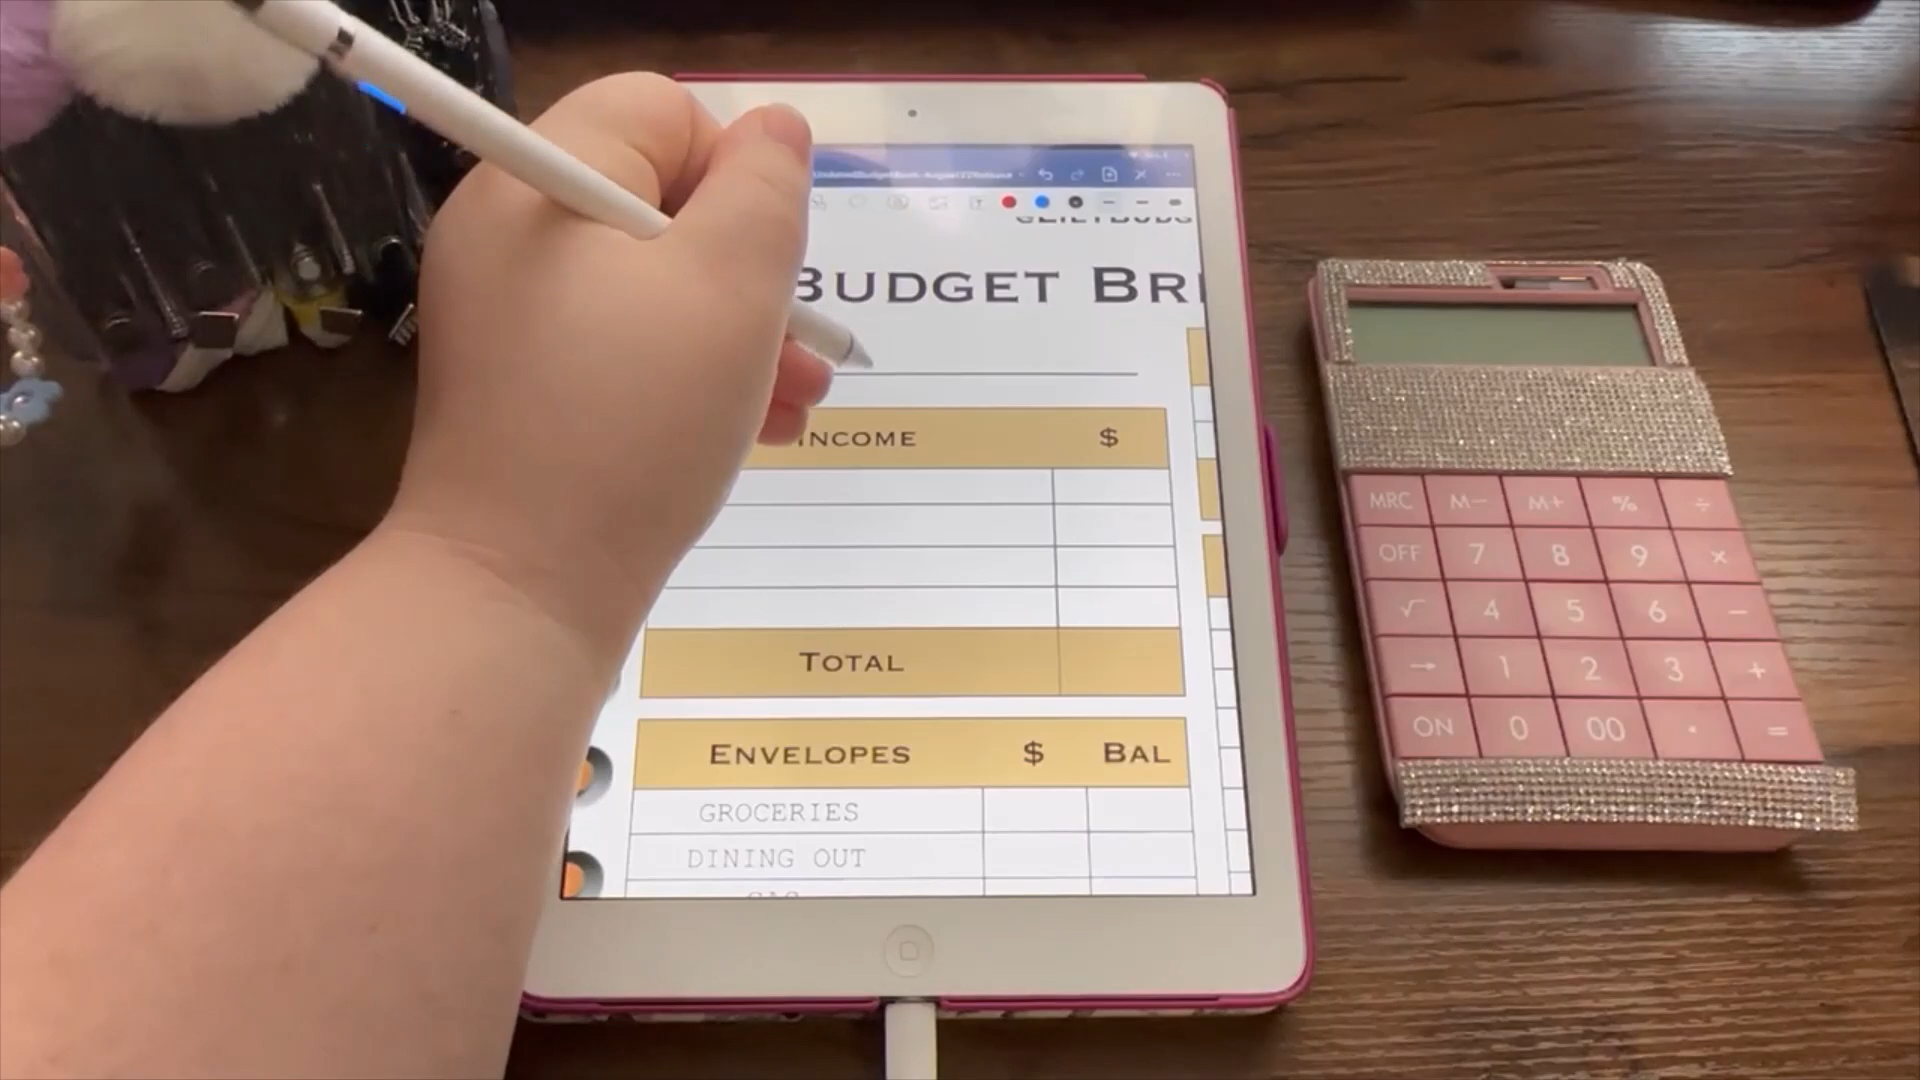 BUDGET BRI
INCOME $
TOTAL
ENVELOPES $ BAL
GROCERIES
DINING OUT
MRC M− M+ % ÷
OFF 7 8 9 ×
√ 4 5 6 −
→ 1 2 3 +
ON 0 00 · =